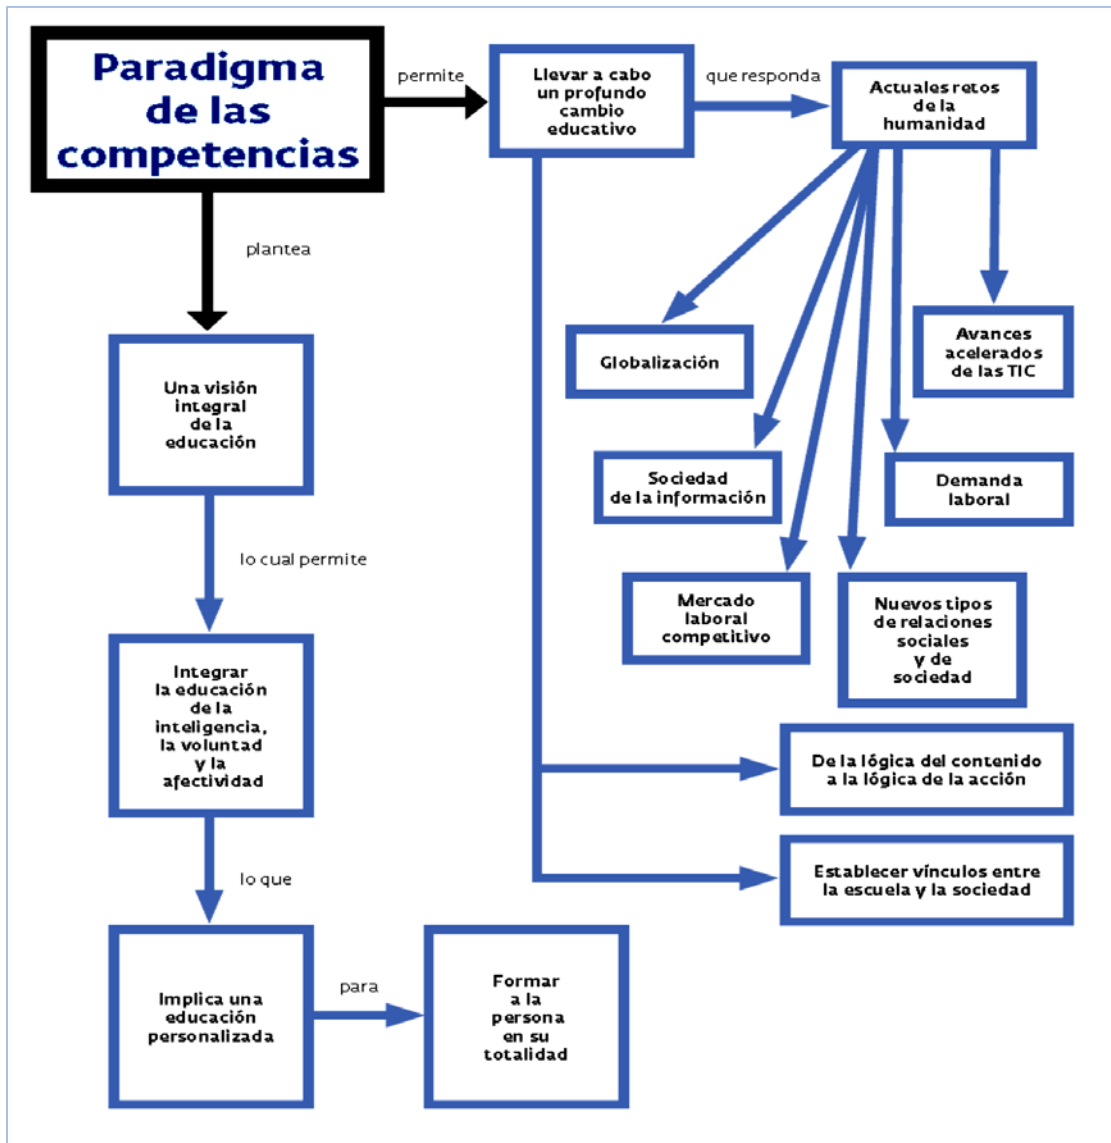 Paradigma
de las
competencias
permite
Llevar a cabo
un profundo
cambio
educativo
que responda
Actuales retos
de la
humanidad
plantea
Una visión
integral
de la
educación
Globalización
Avances
acelerados
de las TIC
Sociedad
de la información
Demanda
laboral
lo cual permite
Mercado
laboral
competitivo
Nuevos tipos
de relaciones
sociales
y de
sociedad
Integrar
la educación
de la
inteligencia,
la voluntad
y la
afectividad
De la lógica del contenido
a la lógica de la acción
lo que
Establecer vínculos entre
la escuela y la sociedad
Implica una
educación
personalizada
para
Formar
a la
persona
en su
totalidad